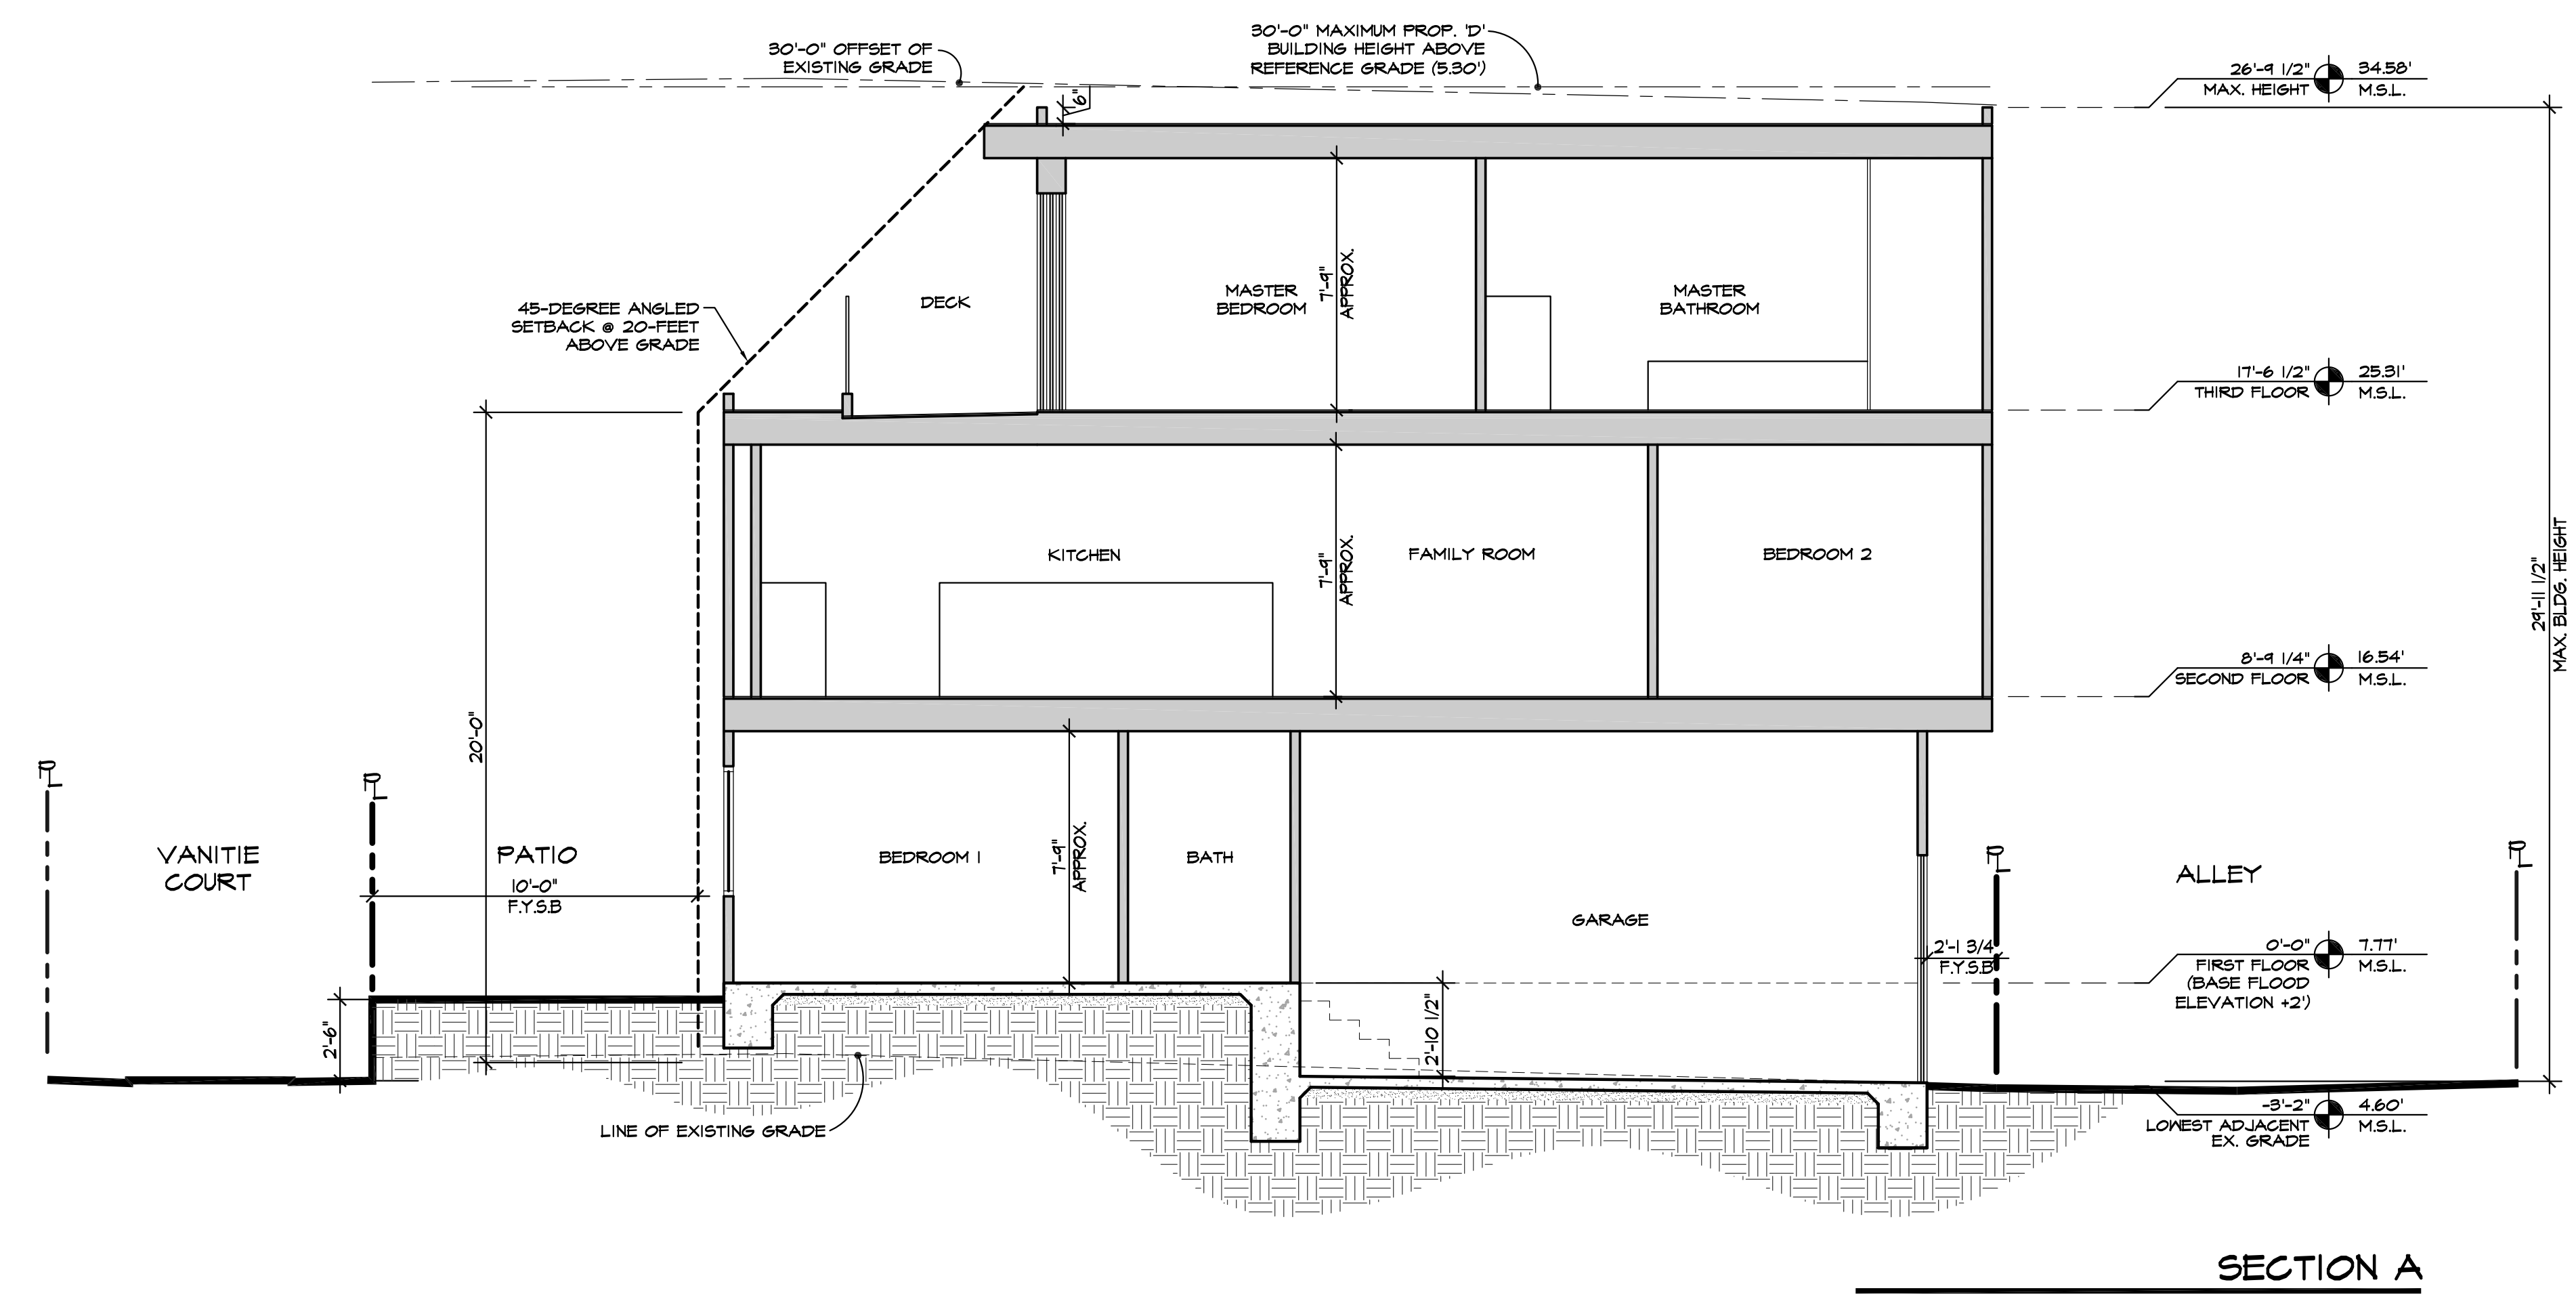 30'-0" OFFSET OF
EXISTING GRADE
30'-0" MAXIMUM PROP. 'D'
BUILDING HEIGHT ABOVE
REFERENCE GRADE (5.30')
6"
26'-9 1/2"
MAX. HEIGHT
34.58'
M.S.L.
45-DEGREE ANGLED
SETBACK @ 20-FEET
ABOVE GRADE
DECK
MASTER
BEDROOM
7'-9"
APPROX.
MASTER
BATHROOM
17'-6 1/2"
THIRD FLOOR
25.31'
M.S.L.
KITCHEN
7'-9"
APPROX.
FAMILY ROOM
BEDROOM 2
29'-11 1/2"
MAX. BLDG. HEIGHT
8'-9 1/4"
SECOND FLOOR
16.54'
M.S.L.
20'-0"
PL
PL
PL
PL
VANITIE
COURT
PATIO
10'-0"
F.Y.S.B
BEDROOM 1
7'-9"
APPROX.
BATH
GARAGE
2'-1 3/4
F.Y.S.B
ALLEY
0'-0"
FIRST FLOOR
(BASE FLOOD
ELEVATION +2')
7.77'
M.S.L.
2'-6"
2'-10 1/2"
LINE OF EXISTING GRADE
-3'-2"
LOWEST ADJACENT
EX. GRADE
4.60'
M.S.L.
SECTION A